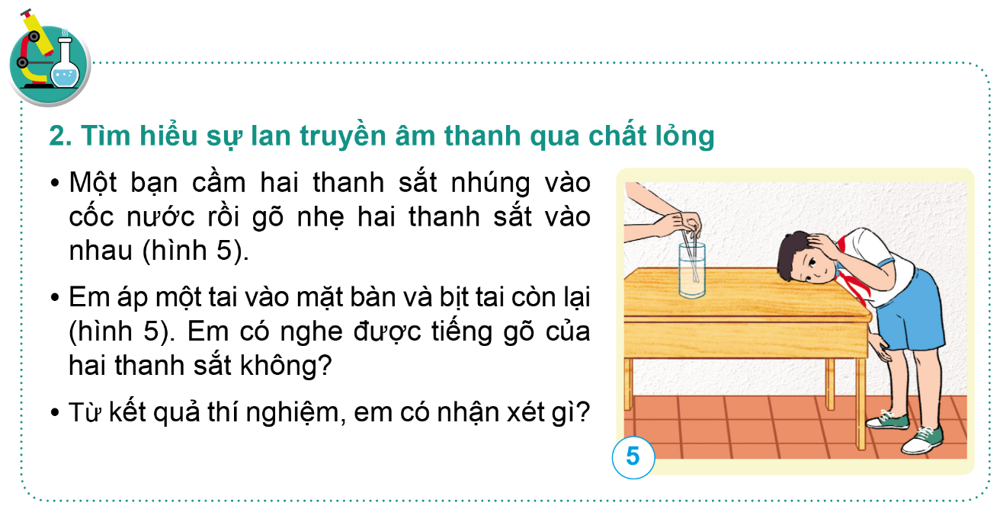 2. Tìm hiểu sự lan truyền âm thanh qua chất lỏng
• Một bạn cầm hai thanh sắt nhúng vào
cốc nước rồi gõ nhẹ hai thanh sắt vào
nhau (hình 5).
• Em áp một tai vào mặt bàn và bịt tai còn lại
(hình 5). Em có nghe được tiếng gõ của
hai thanh sắt không?
• Từ kết quả thí nghiệm, em có nhận xét gì?
5